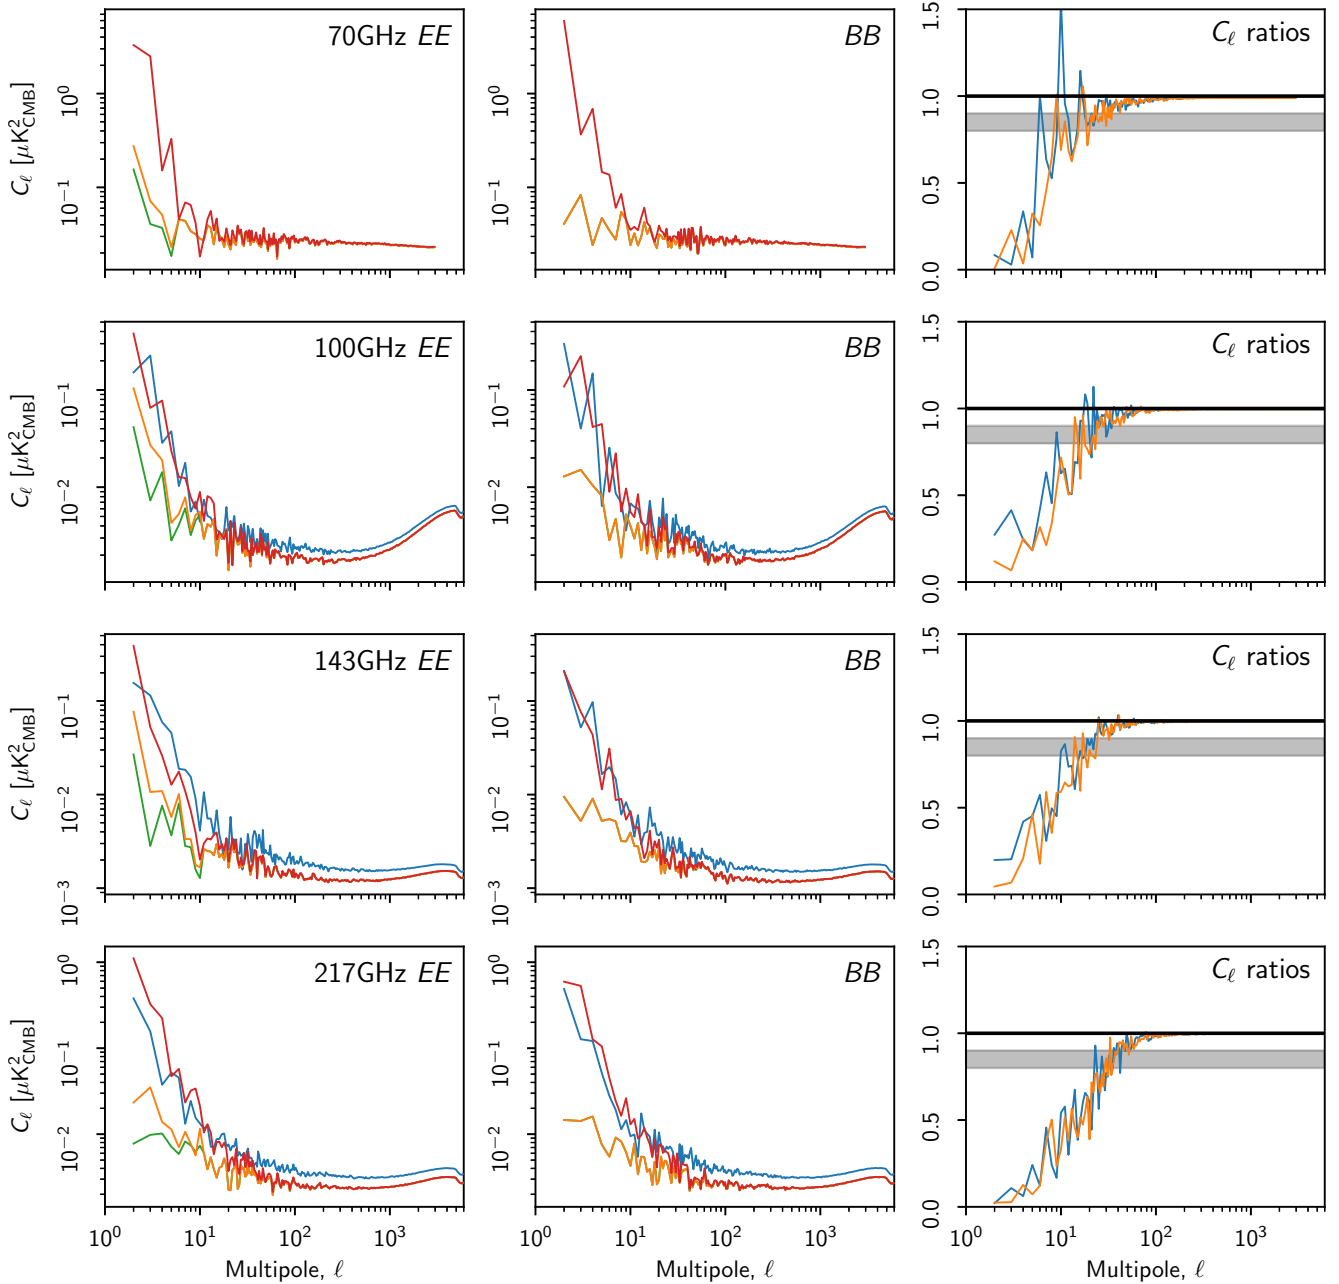 70GHz EE
BB
Cℓ ratios
Cℓ [μK²CMB]
10⁰
10⁻¹
1.5
1.0
0.5
0.0
100GHz EE
BB
Cℓ ratios
Cℓ [μK²CMB]
10⁻¹
10⁻²
10⁻¹
10⁻²
1.5
1.0
0.5
0.0
143GHz EE
BB
Cℓ ratios
Cℓ [μK²CMB]
10⁻¹
10⁻²
10⁻³
10⁻¹
10⁻²
10⁻³
1.5
1.0
0.5
0.0
217GHz EE
BB
Cℓ ratios
Cℓ [μK²CMB]
10⁰
10⁻¹
10⁻²
10⁰
10⁻¹
10⁻²
1.5
1.0
0.5
0.0
10⁰ 10¹ 10² 10³
10⁰ 10¹ 10² 10³
10⁰ 10¹ 10² 10³
Multipole, ℓ
Multipole, ℓ
Multipole, ℓ